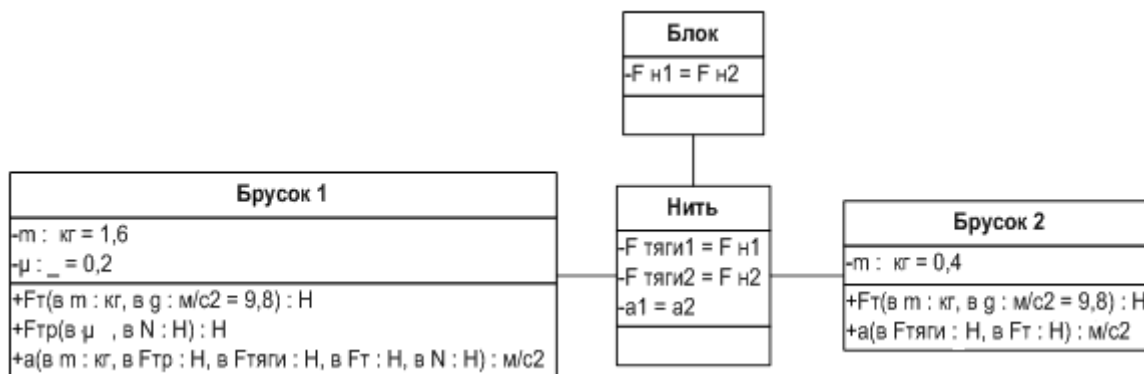 Блок
-F н1 = F н2
Брусок 1
-m : кг = 1,6
-μ : _ = 0,2
+Fт(в m : кг, в g : м/с2 = 9,8) : Н
+Fтр(в μ , в N : Н) : Н
+a(в m : кг, в Fтр : Н, в Fтяги : Н, в Fт : Н, в N : Н) : м/с2
Нить
-F тяги1 = F н1
-F тяги2 = F н2
-a1 = a2
Брусок 2
-m : кг = 0,4
+Fт(в m : кг, в g : м/с2 = 9,8) : Н
+a(в Fтяги : Н, в Fт : Н) : м/с2